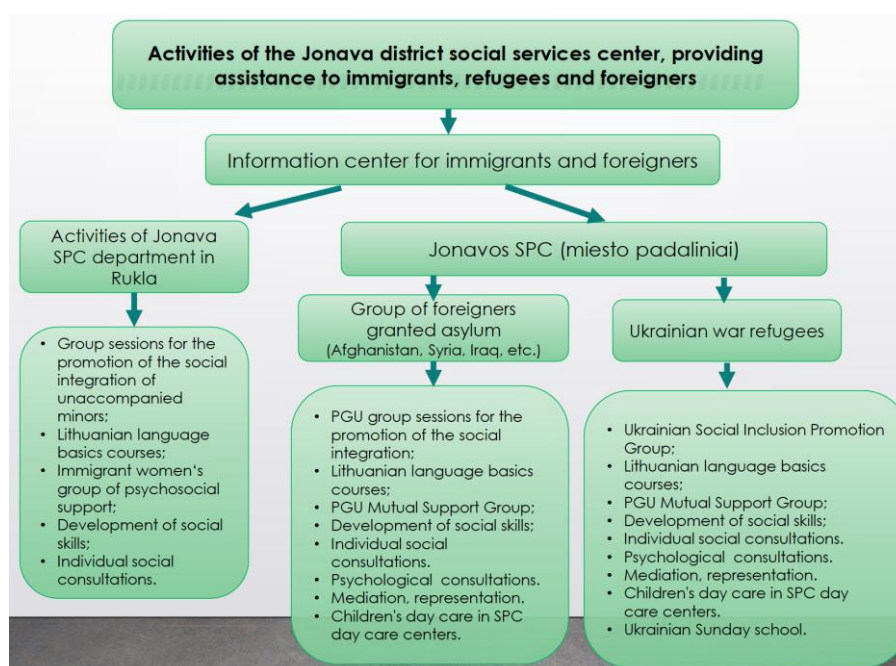 Activities of the Jonava district social services center, providing
assistance to immigrants, refugees and foreigners
Information center for immigrants and foreigners
Activities of Jonava
SPC department in
Rukla
Jonavos SPC (miesto padaliniai)
Group of foreigners
granted asylum
(Afghanistan, Syria, Iraq, etc.)
Ukrainian war refugees
• Group sessions for the
promotion of the social
integration of
unaccompanied
minors;
• Lithuanian language
basics courses;
• Immigrant women‘s
group of psychosocial
support;
• Development of social
skills;
• Individual social
consultations.
• PGU group sessions for the
promotion of the social
integration;
• Lithuanian language basics
courses;
• PGU Mutual Support Group;
• Development of social skills;
• Individual social
consultations.
• Psychological consultations.
• Mediation, representation.
• Children's day care in SPC
day care centers.
• Ukrainian Social Inclusion Promotion
Group;
• Lithuanian language basics
courses;
• PGU Mutual Support Group;
• Development of social skills;
• Individual social consultations.
• Psychological consultations.
• Mediation, representation.
• Children's day care in SPC day
care centers.
• Ukrainian Sunday school.